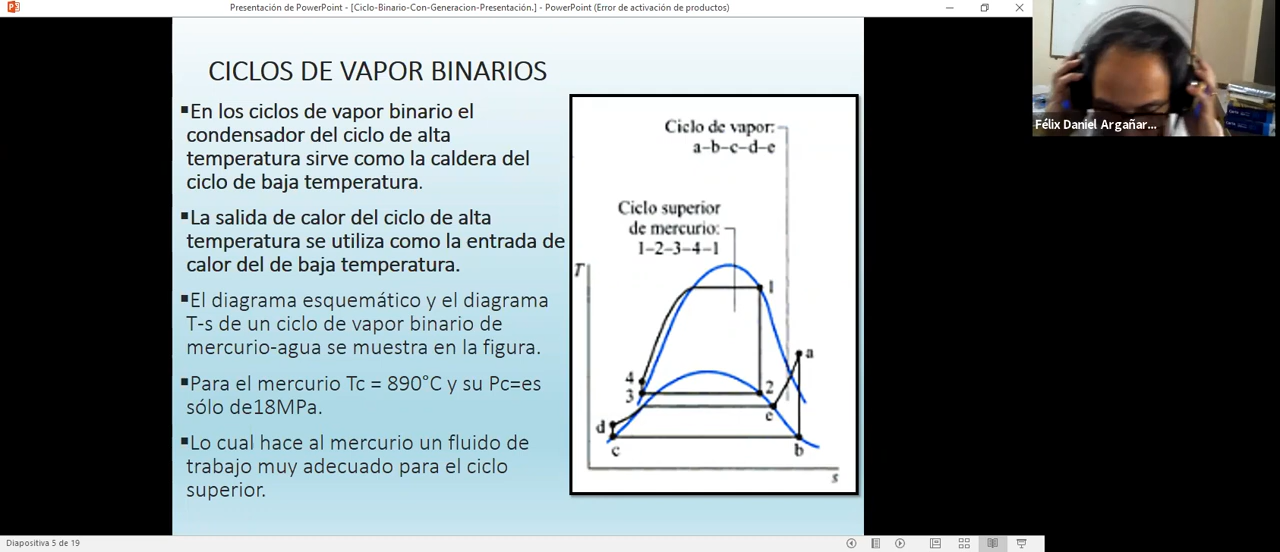 Presentación de PowerPoint - [Ciclo-Binario-Con-Generacion-Presentación.] - PowerPoint (Error de activación de productos)
CICLOS DE VAPOR BINARIOS
▪En los ciclos de vapor binario el
condensador del ciclo de alta
temperatura sirve como la caldera del
ciclo de baja temperatura.
▪La salida de calor del ciclo de alta
temperatura se utiliza como la entrada de
calor del de baja temperatura.
▪El diagrama esquemático y el diagrama
T-s de un ciclo de vapor binario de
mercurio-agua se muestra en la figura.
▪Para el mercurio Tc = 890°C y su Pc=es
sólo de18MPa.
▪Lo cual hace al mercurio un fluido de
trabajo muy adecuado para el ciclo
superior.
Ciclo de vapor:
a-b-c-d-e
Ciclo superior
de mercurio:
1-2-3-4-1
T
1
a
4
3
2
e
d
c
b
s
Félix Daniel Argañar...
Diapositiva 5 de 19